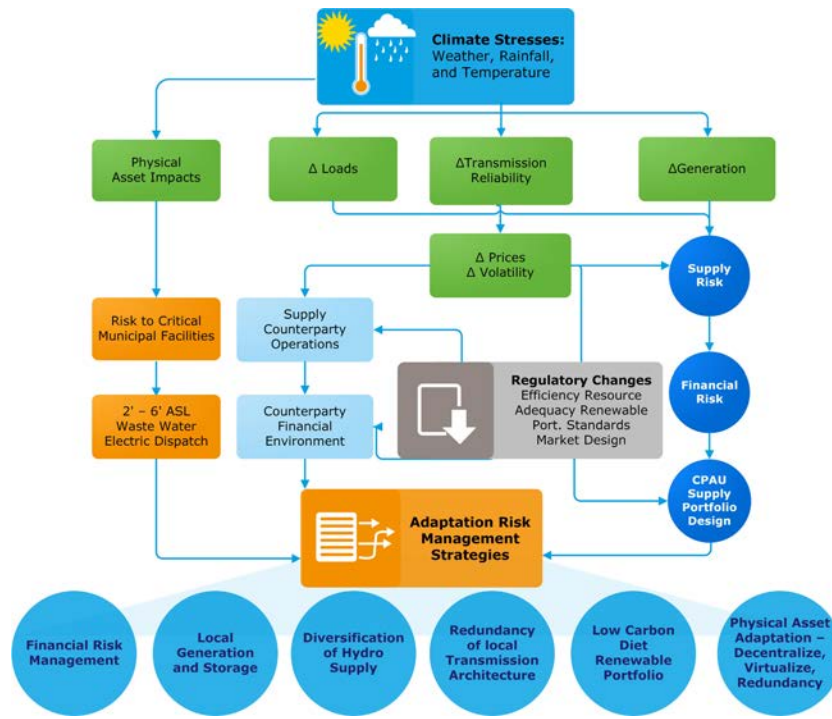 Climate Stresses:
Weather, Rainfall,
and Temperature
Physical
Asset Impacts
Δ Loads
ΔTransmission
Reliability
ΔGeneration
Δ Prices
Δ Volatility
Supply
Risk
Risk to Critical
Municipal Facilities
Supply
Counterparty
Operations
Regulatory Changes
Efficiency Resource
Adequacy Renewable
Port. Standards
Market Design
Financial
Risk
2' – 6' ASL
Waste Water
Electric Dispatch
Counterparty
Financial
Environment
CPAU
Supply
Portfolio
Design
Adaptation Risk
Management
Strategies
Financial Risk
Management
Local
Generation
and Storage
Diversification
of Hydro
Supply
Redundancy
of local
Transmission
Architecture
Low Carbon
Diet
Renewable
Portfolio
Physical Asset
Adaptation –
Decentralize,
Virtualize,
Redundancy